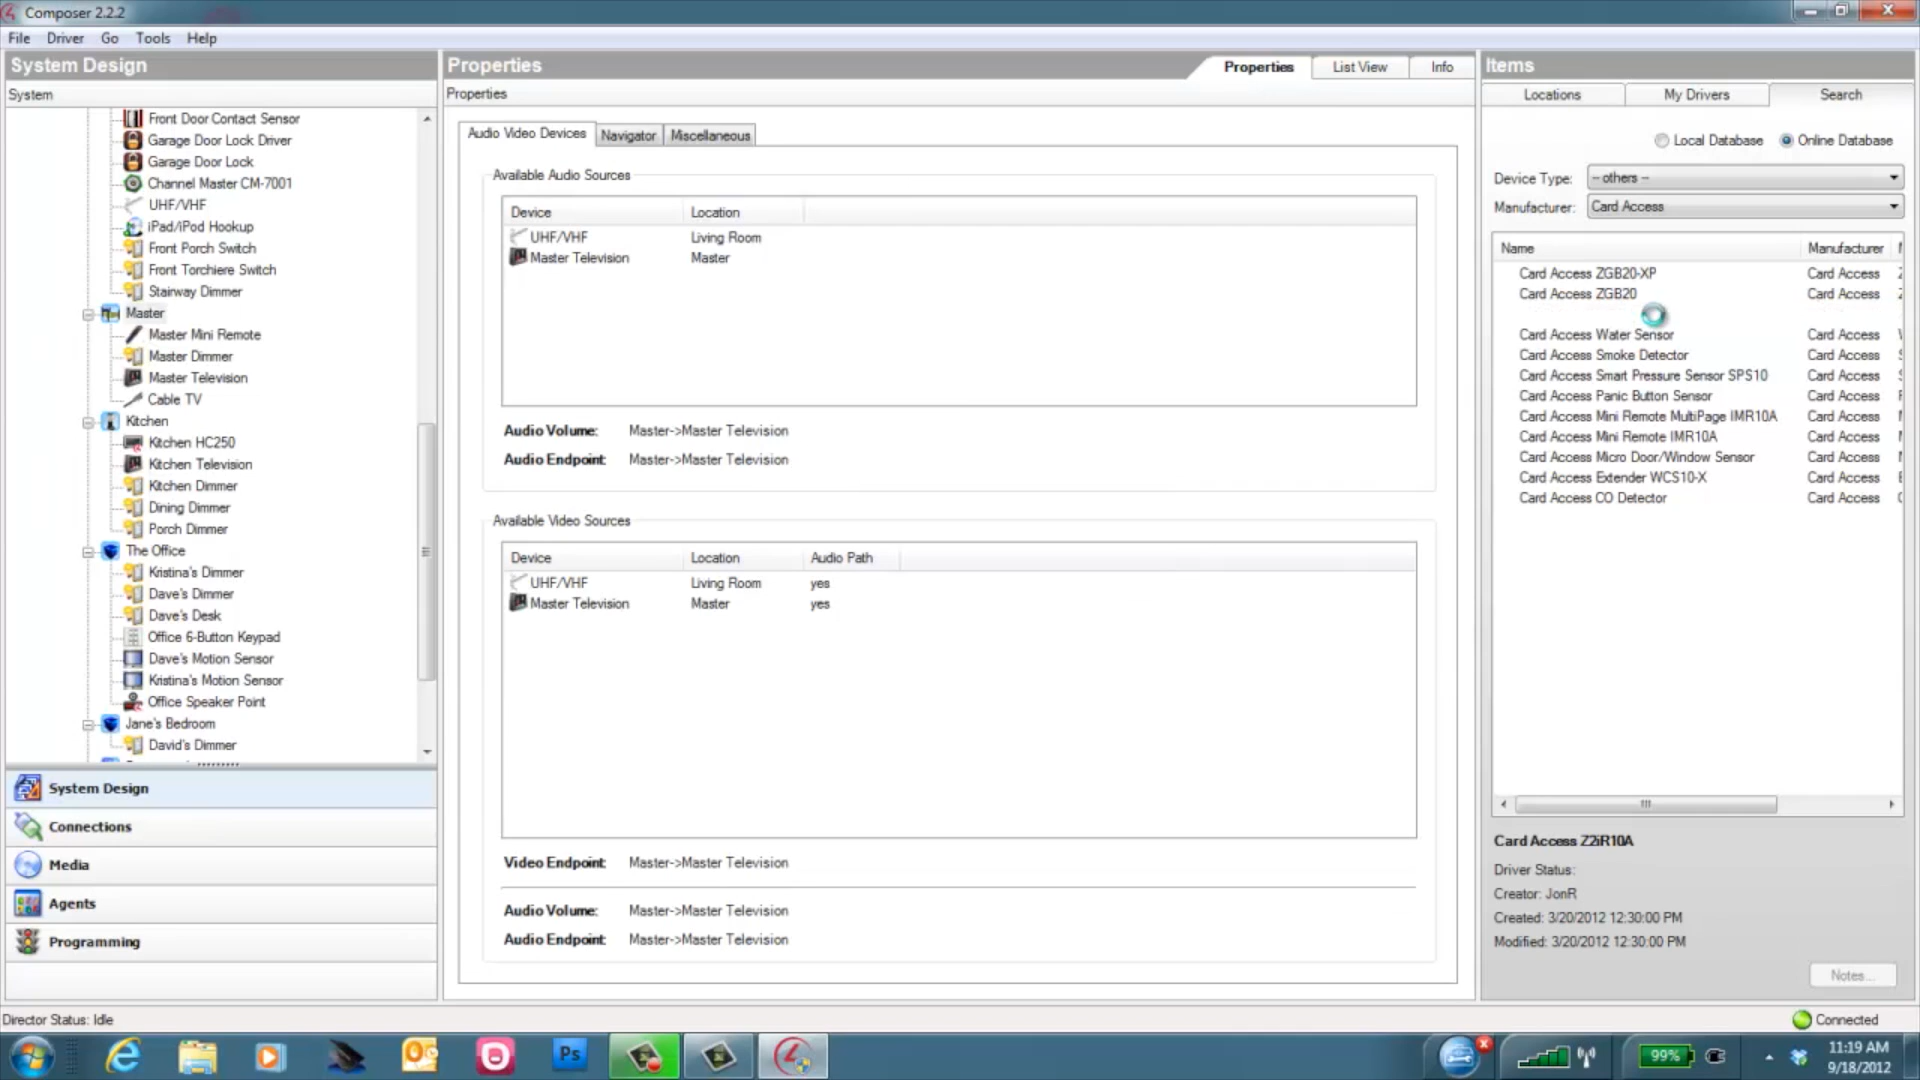 Composer 2.2.2
File Driver Go Tools Help
System Design
System
Front Door Contact Sensor
Garage Door Lock Driver
Garage Door Lock
Channel Master CM-7001
UHF/VHF
iPad/iPod Hookup
Front Porch Switch
Front Torchiere Switch
Stairway Dimmer
Master
Master Mini Remote
Master Dimmer
Master Television
Cable TV
Kitchen
Kitchen HC250
Kitchen Television
Kitchen Dimmer
Dining Dimmer
Porch Dimmer
The Office
Kristina's Dimmer
Dave's Dimmer
Dave's Desk
Office 6-Button Keypad
Dave's Motion Sensor
Kristina's Motion Sensor
Office Speaker Point
Jane's Bedroom
David's Dimmer
System Design
Connections
Media
Agents
Programming
Properties
Properties List View Info
Properties
Audio Video Devices Navigator Miscellaneous
Available Audio Sources
Device Location
UHF/VHF Living Room
Master Television Master
Audio Volume: Master->Master Television
Audio Endpoint: Master->Master Television
Available Video Sources
Device Location Audio Path
UHF/VHF Living Room yes
Master Television Master yes
Video Endpoint: Master->Master Television
Audio Volume: Master->Master Television
Audio Endpoint: Master->Master Television
Items
Locations My Drivers Search
Local Database Online Database
Device Type: -- others --
Manufacturer: Card Access
Name Manufacturer
Card Access ZGB20-XP Card Access
Card Access ZGB20 Card Access
Card Access Water Sensor Card Access
Card Access Smoke Detector Card Access
Card Access Smart Pressure Sensor SPS10 Card Access
Card Access Panic Button Sensor Card Access
Card Access Mini Remote MultiPage IMR10A Card Access
Card Access Mini Remote IMR10A Card Access
Card Access Micro Door/Window Sensor Card Access
Card Access Extender WCS10-X Card Access
Card Access CO Detector Card Access
Card Access Z2iR10A
Driver Status:
Creator: JonR
Created: 3/20/2012 12:30:00 PM
Modified: 3/20/2012 12:30:00 PM
Notes...
Director Status: Idle
Connected
Ps
99%
11:19 AM
9/18/2012